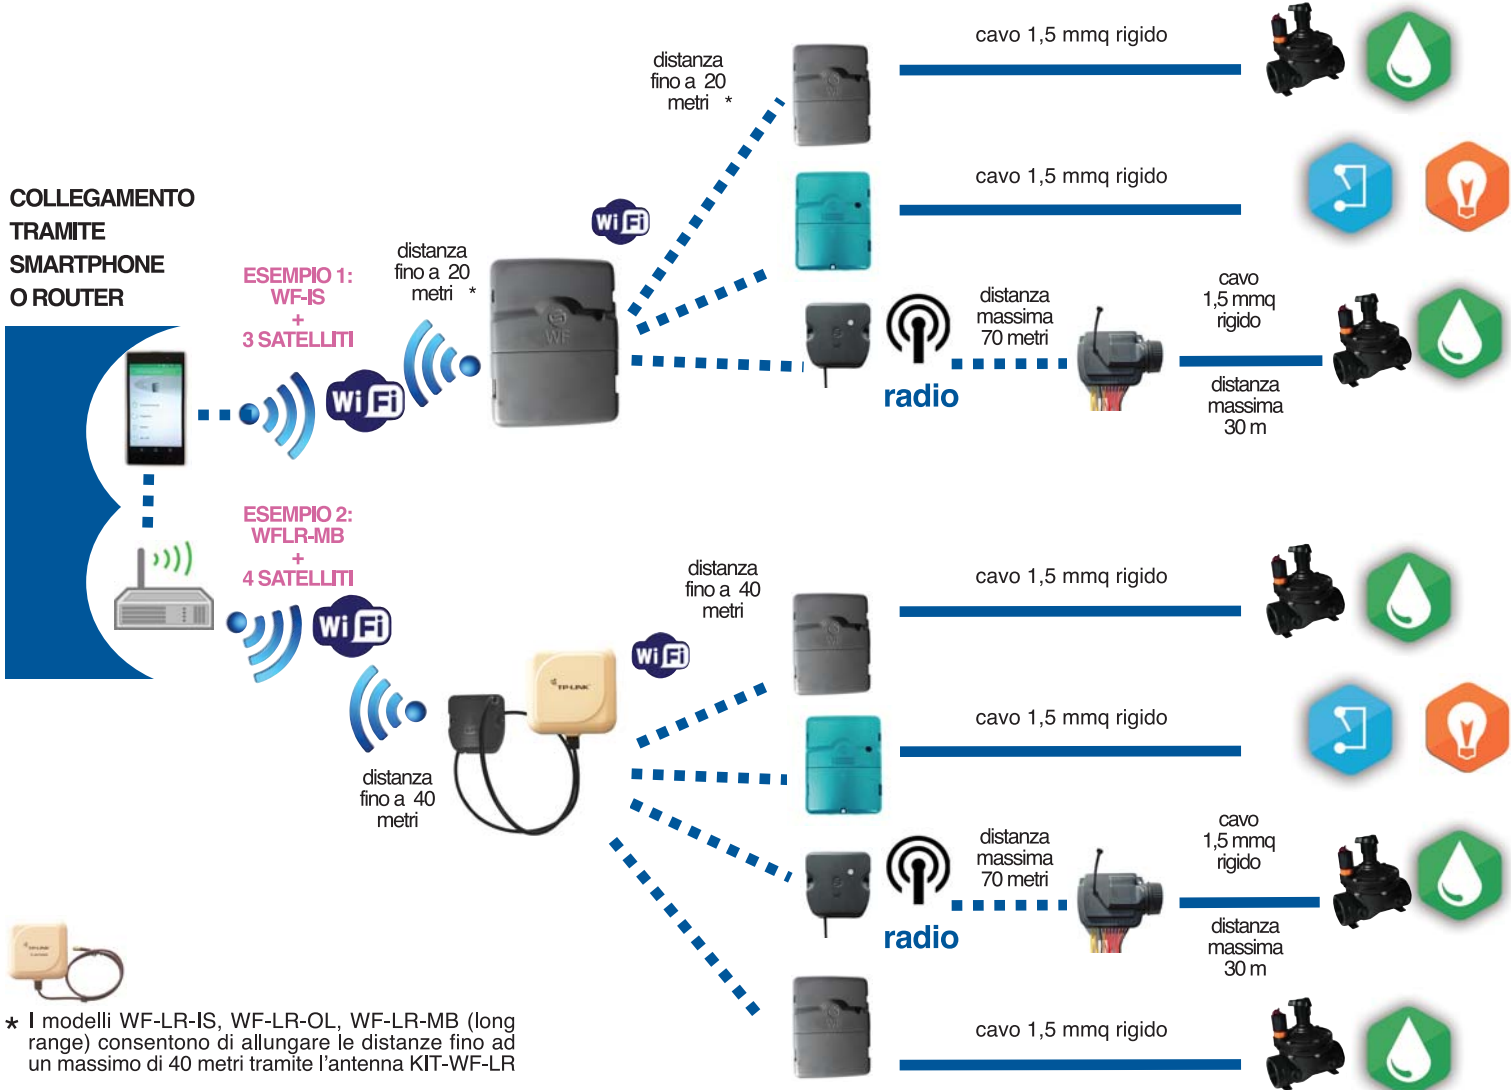 COLLEGAMENTO
TRAMITE
SMARTPHONE
O ROUTER
ESEMPIO 1:
WF-IS
+
3 SATELLITI
Wi Fi
distanza
fino a 20
metri *
WF
Wi Fi
distanza
fino a 20
metri *
cavo 1,5 mmq rigido
cavo 1,5 mmq rigido
radio
distanza
massima
70 metri
cavo
1,5 mmq
rigido
distanza
massima
30 m
ESEMPIO 2:
WFLR-MB
+
4 SATELLITI
Wi Fi
distanza
fino a 40
metri
TP-LINK
Wi Fi
distanza
fino a 40
metri
cavo 1,5 mmq rigido
cavo 1,5 mmq rigido
radio
distanza
massima
70 metri
cavo
1,5 mmq
rigido
distanza
massima
30 m
cavo 1,5 mmq rigido
TP-LINK
* I modelli WF-LR-IS, WF-LR-OL, WF-LR-MB (long
range) consentono di allungare le distanze fino ad
un massimo di 40 metri tramite l'antenna KIT-WF-LR